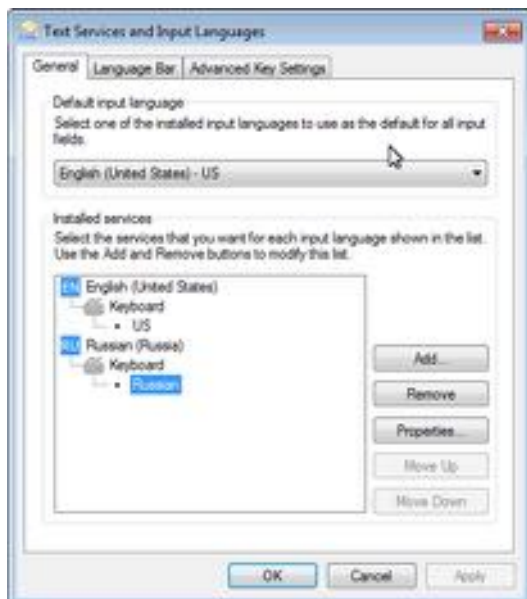 Text Services and Input Languages
General
Language Bar
Advanced Key Settings
Default input language
Select one of the installed input languages to use as the default for all input
fields.
English (United States) - US
Installed services
Select the services that you want for each input language shown in the list.
Use the Add and Remove buttons to modify this list.
EN English (United States)
Keyboard
US
RU Russian (Russia)
Keyboard
Russian
Add...
Remove
Properties...
Move Up
Move Down
OK
Cancel
Apply